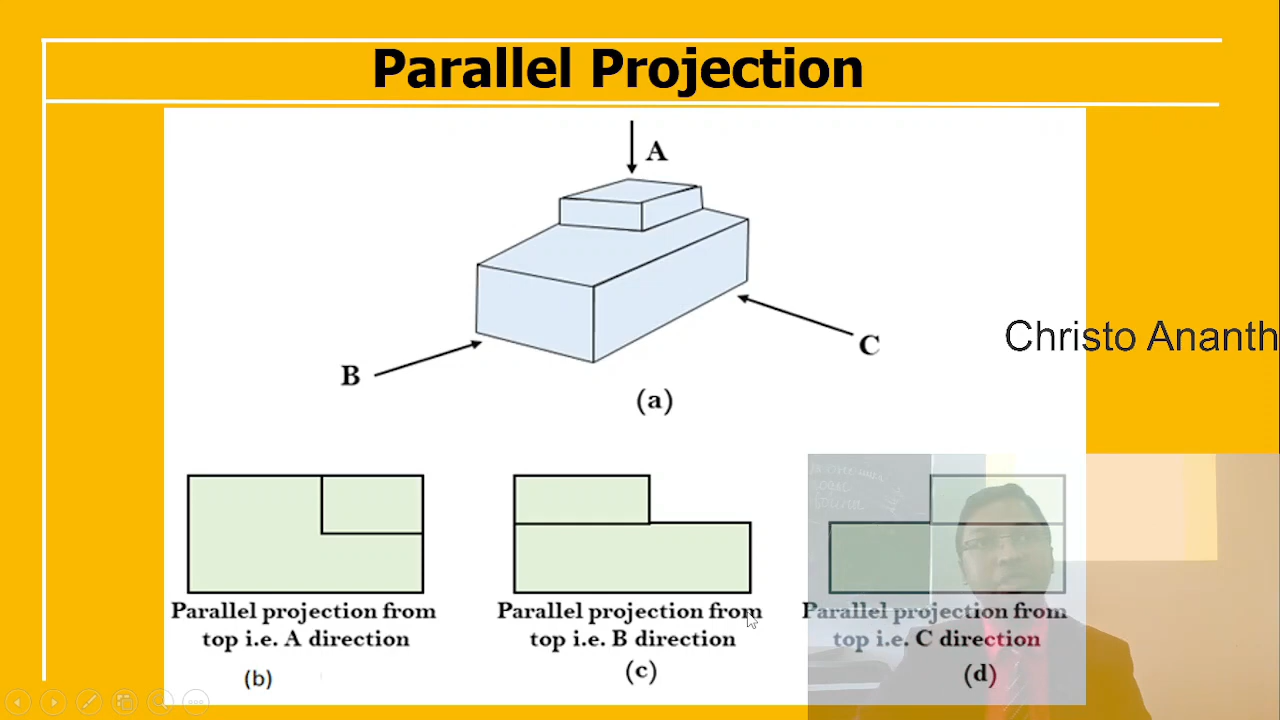 Parallel Projection
A
Christo Ananth
C
B
(a)
Parallel projection from
top i.e. A direction
(b)
Parallel projection from
top i.e. B direction
(c)
Parallel projection from
top i.e. C direction
(d)